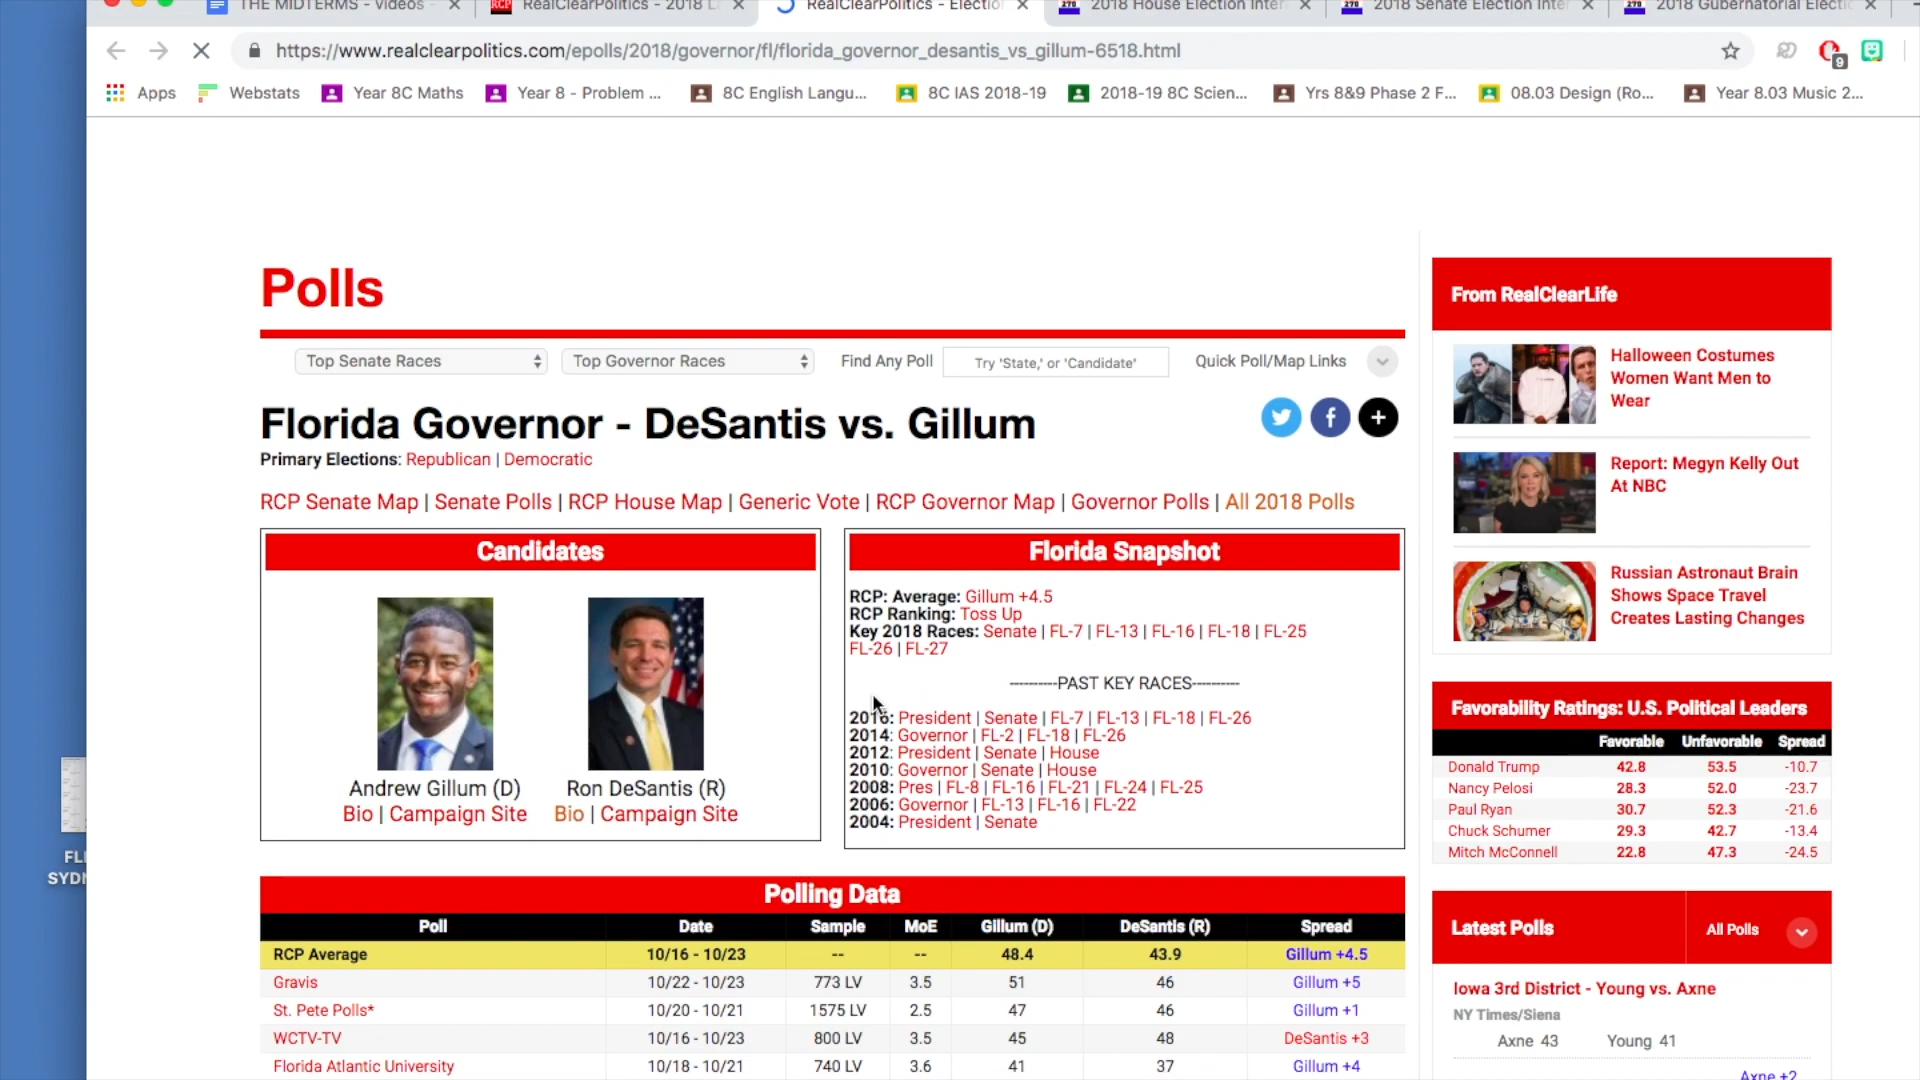 THE MIDTERMS - videos - RealClearPolitics - 2018 RealClearPolitics - Electio 2018 House Election Inter 2018 Senate Election Inte 2018 Gubernatorial Electi
https://www.realclearpolitics.com/epolls/2018/governor/fl/florida_governor_desantis_vs_gillum-6518.html
9
Apps Webstats Year 8C Maths Year 8 - Problem ... 8C English Langu... 8C IAS 2018-19 2018-19 8C Scien... Yrs 8&9 Phase 2 F... 08.03 Design (Ro... Year 8.03 Music 2...
Polls
Top Senate Races Top Governor Races Find Any Poll Try 'State,' or 'Candidate' Quick Poll/Map Links
Florida Governor - DeSantis vs. Gillum
Primary Elections: Republican | Democratic
RCP Senate Map | Senate Polls | RCP House Map | Generic Vote | RCP Governor Map | Governor Polls | All 2018 Polls
Candidates
Andrew Gillum (D) Ron DeSantis (R)
Bio | Campaign Site Bio | Campaign Site
Florida Snapshot
RCP: Average: Gillum +4.5
RCP Ranking: Toss Up
Key 2018 Races: Senate | FL-7 | FL-13 | FL-16 | FL-18 | FL-25
FL-26 | FL-27
----------PAST KEY RACES----------
2016: President | Senate | FL-7 | FL-13 | FL-18 | FL-26
2014: Governor | FL-2 | FL-18 | FL-26
2012: President | Senate | House
2010: Governor | Senate | House
2008: Pres | FL-8 | FL-16 | FL-21 | FL-24 | FL-25
2006: Governor | FL-13 | FL-16 | FL-22
2004: President | Senate
Polling Data
Poll Date Sample MoE Gillum (D) DeSantis (R) Spread
RCP Average 10/16 - 10/23 -- -- 48.4 43.9 Gillum +4.5
Gravis 10/22 - 10/23 773 LV 3.5 51 46 Gillum +5
St. Pete Polls* 10/20 - 10/21 1575 LV 2.5 47 46 Gillum +1
WCTV-TV 10/16 - 10/23 800 LV 3.5 45 48 DeSantis +3
Florida Atlantic University 10/18 - 10/21 740 LV 3.6 41 37 Gillum +4
From RealClearLife
Halloween Costumes
Women Want Men to
Wear
Report: Megyn Kelly Out
At NBC
Russian Astronaut Brain
Shows Space Travel
Creates Lasting Changes
Favorability Ratings: U.S. Political Leaders
Favorable Unfavorable Spread
Donald Trump 42.8 53.5 -10.7
Nancy Pelosi 28.3 52.0 -23.7
Paul Ryan 30.7 52.3 -21.6
Chuck Schumer 29.3 42.7 -13.4
Mitch McConnell 22.8 47.3 -24.5
Latest Polls All Polls
Iowa 3rd District - Young vs. Axne
NY Times/Siena
Axne 43 Young 41
Axne +2
FLI
SYDN